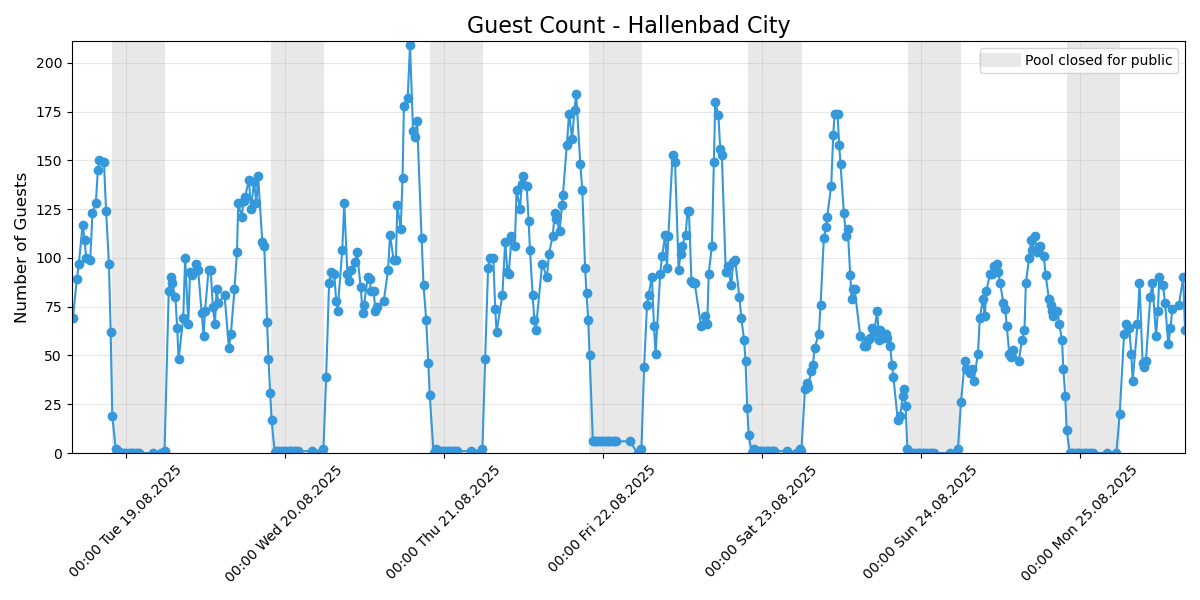 Guest Count - Hallenbad City
Pool closed for public
Number of Guests
200
175
150
125
100
75
50
25
0
00:00 Tue 19.08.2025
00:00 Wed 20.08.2025
00:00 Thu 21.08.2025
00:00 Fri 22.08.2025
00:00 Sat 23.08.2025
00:00 Sun 24.08.2025
00:00 Mon 25.08.2025